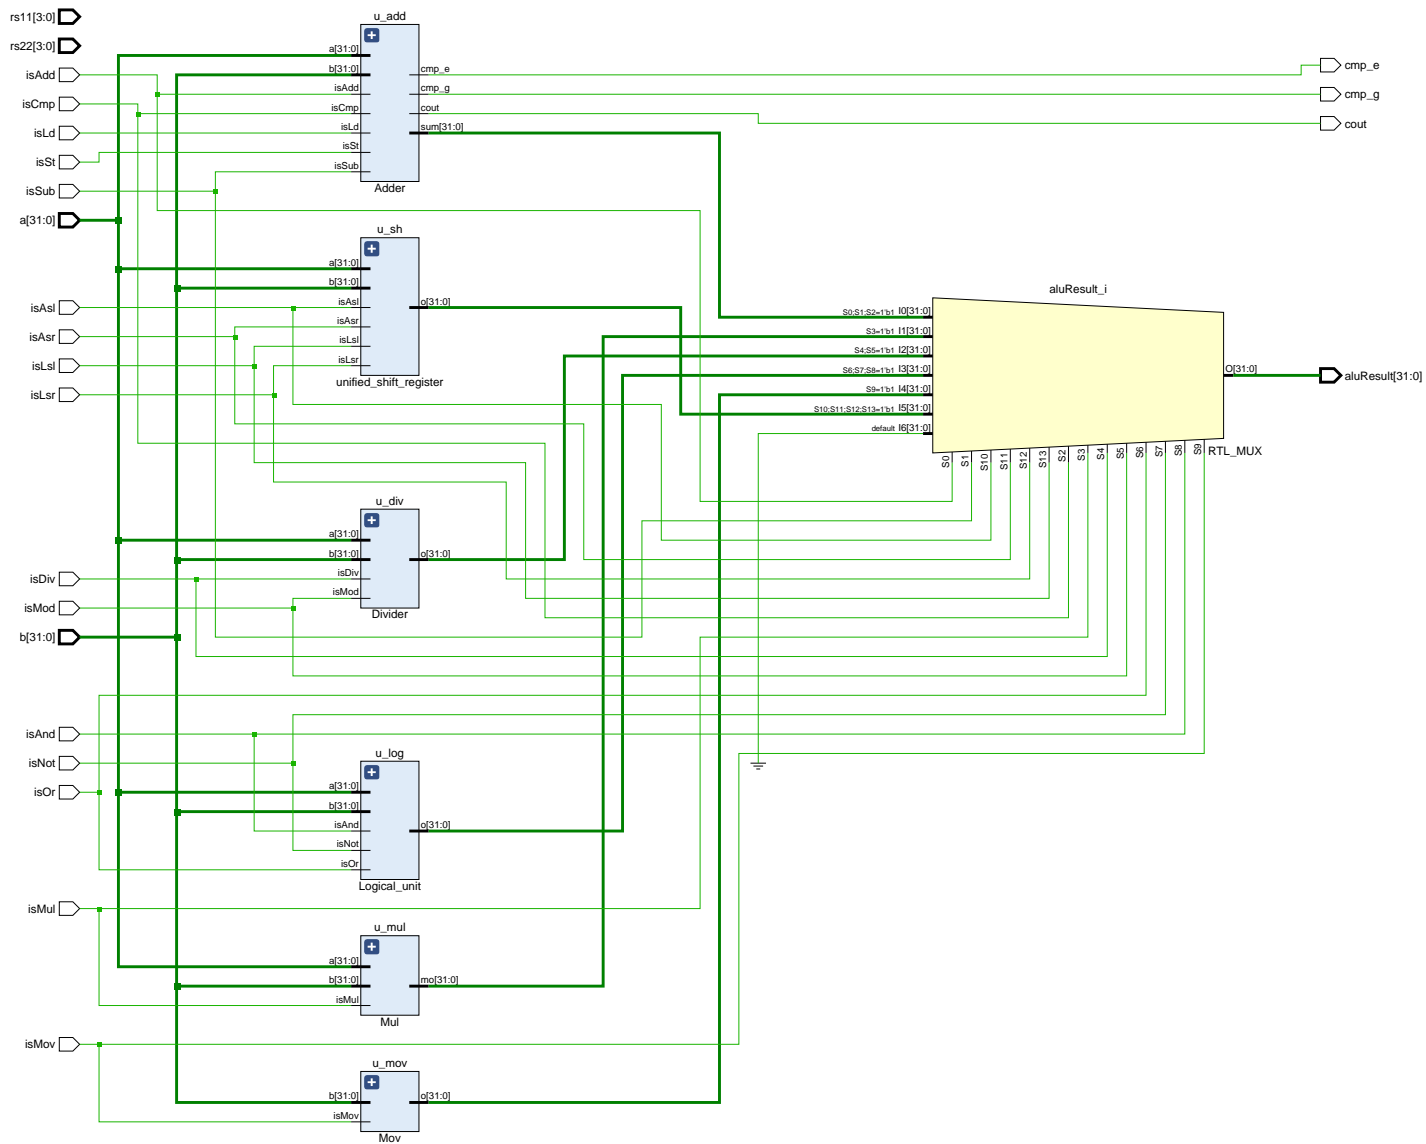 rs11[3:0]
rs22[3:0]
isAdd
isCmp
isLd
isSt
isSub
a[31:0]
isAsl
isAsr
isLsl
isLsr
isDiv
isMod
b[31:0]
isAnd
isNot
isOr
isMul
isMov
u_add
a[31:0]
b[31:0]
isAdd
isCmp
isLd
isSt
isSub
cmp_e
cmp_g
cout
sum[31:0]
Adder
u_sh
a[31:0]
b[31:0]
isAsl
isAsr
isLsl
isLsr
o[31:0]
unified_shift_register
u_div
a[31:0]
b[31:0]
isDiv
isMod
o[31:0]
Divider
u_log
a[31:0]
b[31:0]
isAnd
isNot
isOr
o[31:0]
Logical_unit
u_mul
a[31:0]
b[31:0]
isMul
mo[31:0]
Mul
u_mov
b[31:0]
isMov
o[31:0]
Mov
aluResult_i
S0;S1;S2=1'b1 I0[31:0]
S3=1'b1 I1[31:0]
S4;S5=1'b1 I2[31:0]
S6;S7;S8=1'b1 I3[31:0]
S9=1'b1 I4[31:0]
S10;S11;S12;S13=1'b1 I5[31:0]
default I6[31:0]
O[31:0]
S0
S1
S10
S11
S12
S13
S2
S3
S4
S5
S6
S7
S8
S9
RTL_MUX
cmp_e
cmp_g
cout
aluResult[31:0]